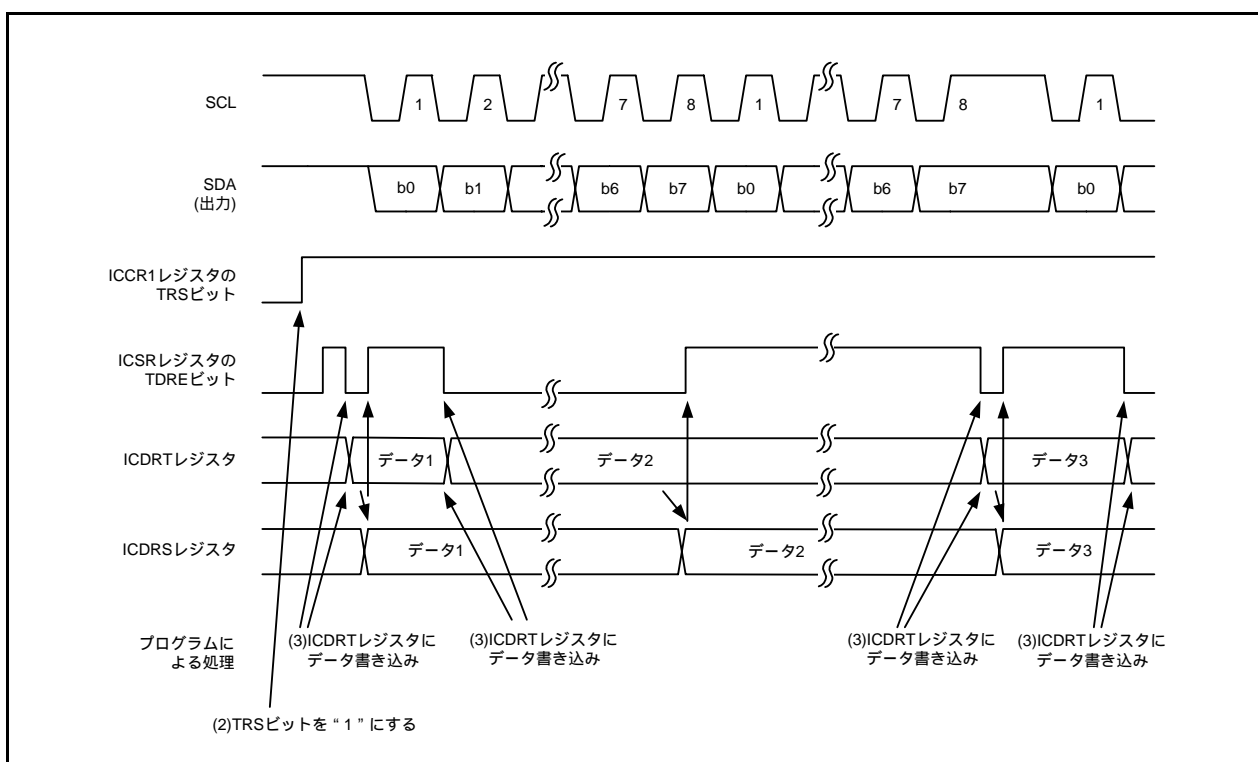 SCL
1 2 7 8 1 7 8 1
SDA
(出力)
b0 b1 b6 b7 b0 b6 b7 b0
ICCR1レジスタの
TRSビット
ICSRレジスタの
TDREビット
ICDRTレジスタ
データ1 データ2 データ3
ICDRSレジスタ
データ1 データ2 データ3
プログラムに
よる処理
(3)ICDRTレジスタに
データ書き込み
(3)ICDRTレジスタに
データ書き込み
(3)ICDRTレジスタに
データ書き込み
(3)ICDRTレジスタに
データ書き込み
(2)TRSビットを“1”にする